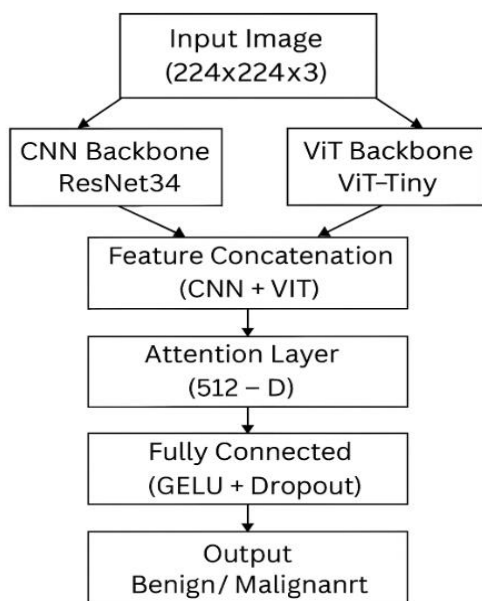 Input Image
(224x224x3)
CNN Backbone
ResNet34
ViT Backbone
ViT–Tiny
Feature Concatenation
(CNN + VIT)
Attention Layer
(512 – D)
Fully Connected
(GELU + Dropout)
Output
Benign/ Malignanrt